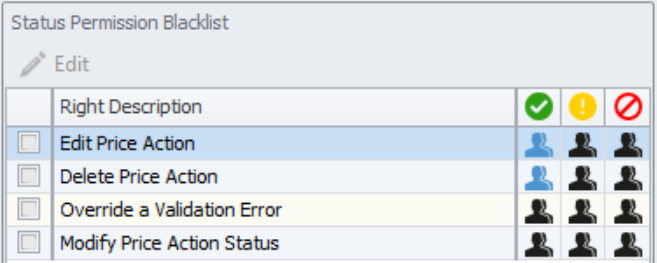 Status Permission Blacklist
Edit
Right Description
Edit Price Action
Delete Price Action
Override a Validation Error
Modify Price Action Status